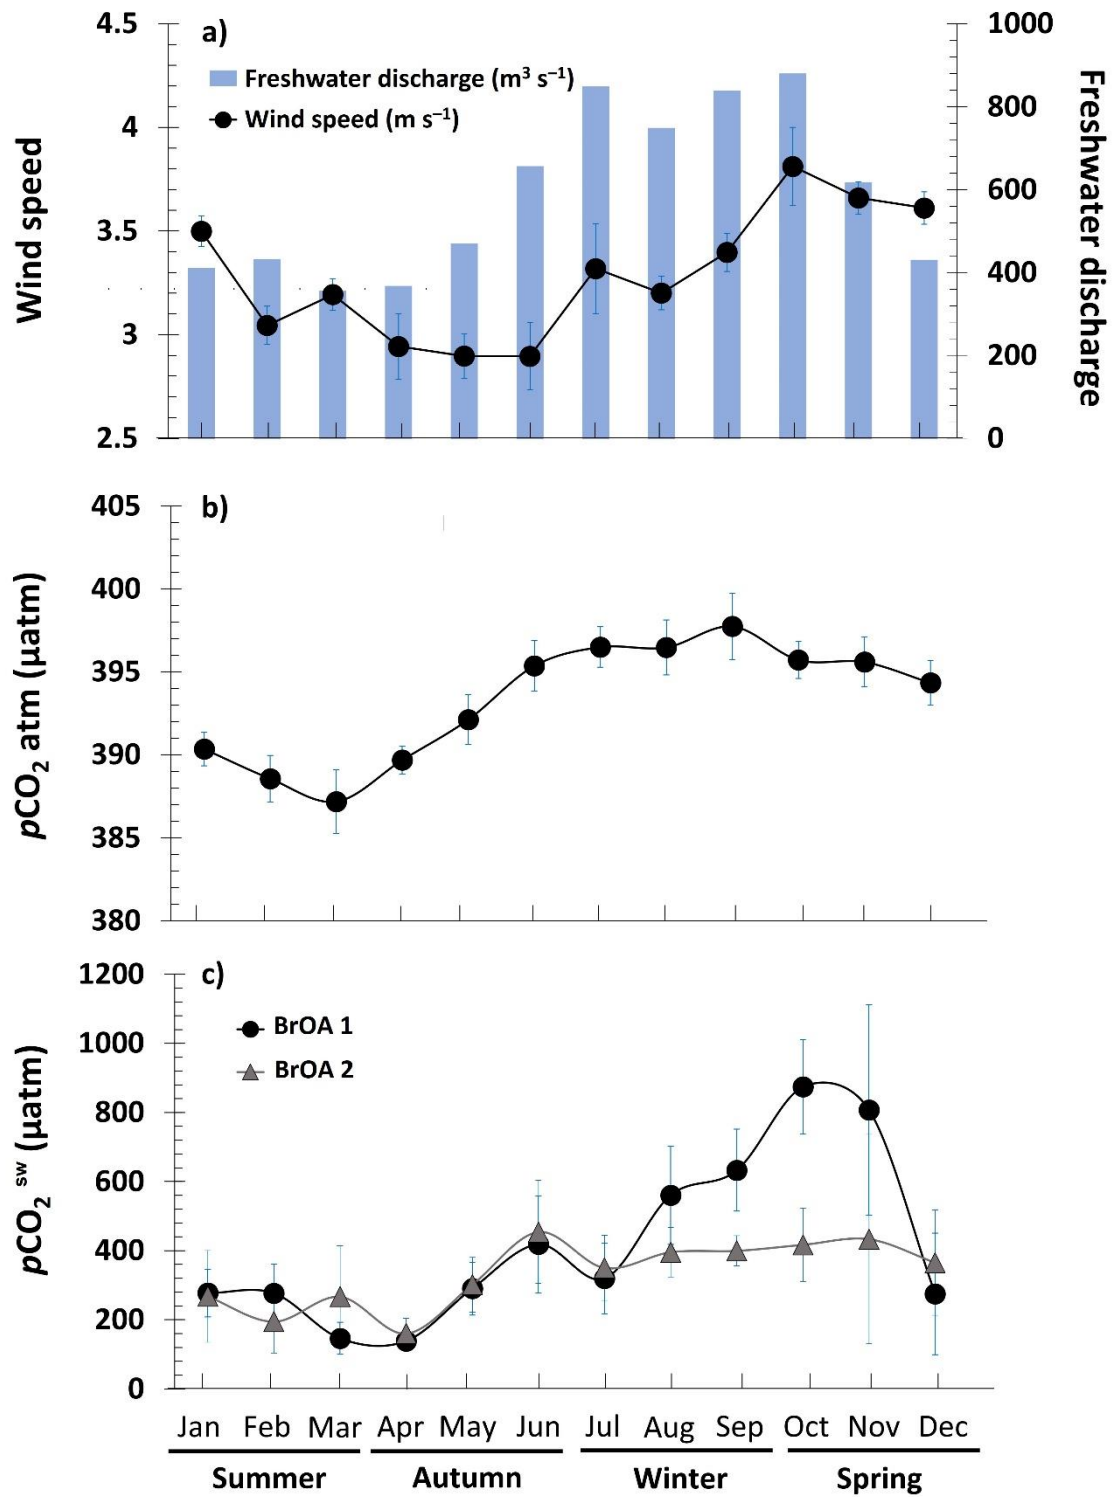 a)
Freshwater discharge (m³ s⁻¹)
Wind speed (m s⁻¹)
4.5
4
3.5
3
2.5
Wind speed
1000
800
600
400
200
0
Freshwater discharge
b)
405
400
395
390
385
380
pCO₂ atm (µatm)
c)
BrOA 1
BrOA 2
1200
1000
800
600
400
200
0
pCO₂ ˢʷ (µatm)
Jan Feb Mar Apr May Jun Jul Aug Sep Oct Nov Dec
Summer Autumn Winter Spring